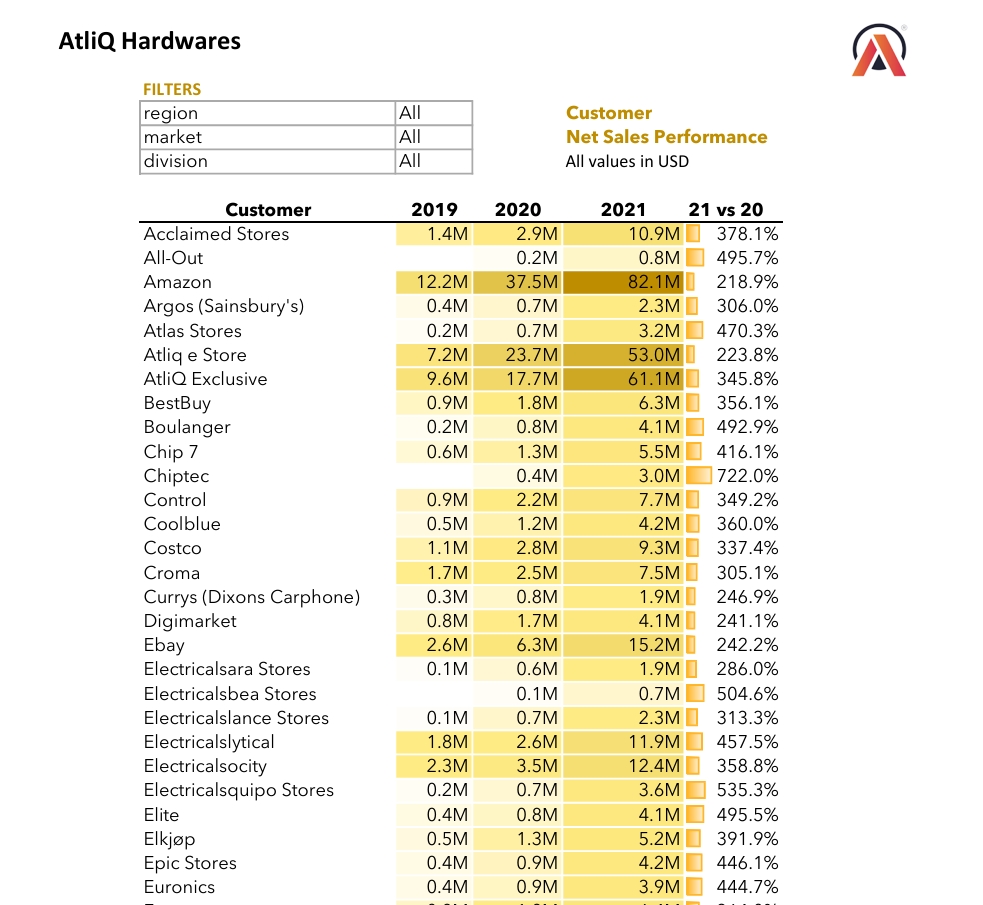 AtliQ Hardwares
FILTERS
region All
market All
division All
Customer
Net Sales Performance
All values in USD
Customer 2019 2020 2021 21 vs 20
Acclaimed Stores 1.4M 2.9M 10.9M 378.1%
All-Out 0.2M 0.8M 495.7%
Amazon 12.2M 37.5M 82.1M 218.9%
Argos (Sainsbury's) 0.4M 0.7M 2.3M 306.0%
Atlas Stores 0.2M 0.7M 3.2M 470.3%
Atliq e Store 7.2M 23.7M 53.0M 223.8%
AtliQ Exclusive 9.6M 17.7M 61.1M 345.8%
BestBuy 0.9M 1.8M 6.3M 356.1%
Boulanger 0.2M 0.8M 4.1M 492.9%
Chip 7 0.6M 1.3M 5.5M 416.1%
Chiptec 0.4M 3.0M 722.0%
Control 0.9M 2.2M 7.7M 349.2%
Coolblue 0.5M 1.2M 4.2M 360.0%
Costco 1.1M 2.8M 9.3M 337.4%
Croma 1.7M 2.5M 7.5M 305.1%
Currys (Dixons Carphone) 0.3M 0.8M 1.9M 246.9%
Digimarket 0.8M 1.7M 4.1M 241.1%
Ebay 2.6M 6.3M 15.2M 242.2%
Electricalsara Stores 0.1M 0.6M 1.9M 286.0%
Electricalsbea Stores 0.1M 0.7M 504.6%
Electricalslance Stores 0.1M 0.7M 2.3M 313.3%
Electricalslytical 1.8M 2.6M 11.9M 457.5%
Electricalsocity 2.3M 3.5M 12.4M 358.8%
Electricalsquipo Stores 0.2M 0.7M 3.6M 535.3%
Elite 0.4M 0.8M 4.1M 495.5%
Elkjøp 0.5M 1.3M 5.2M 391.9%
Epic Stores 0.4M 0.9M 4.2M 446.1%
Euronics 0.4M 0.9M 3.9M 444.7%